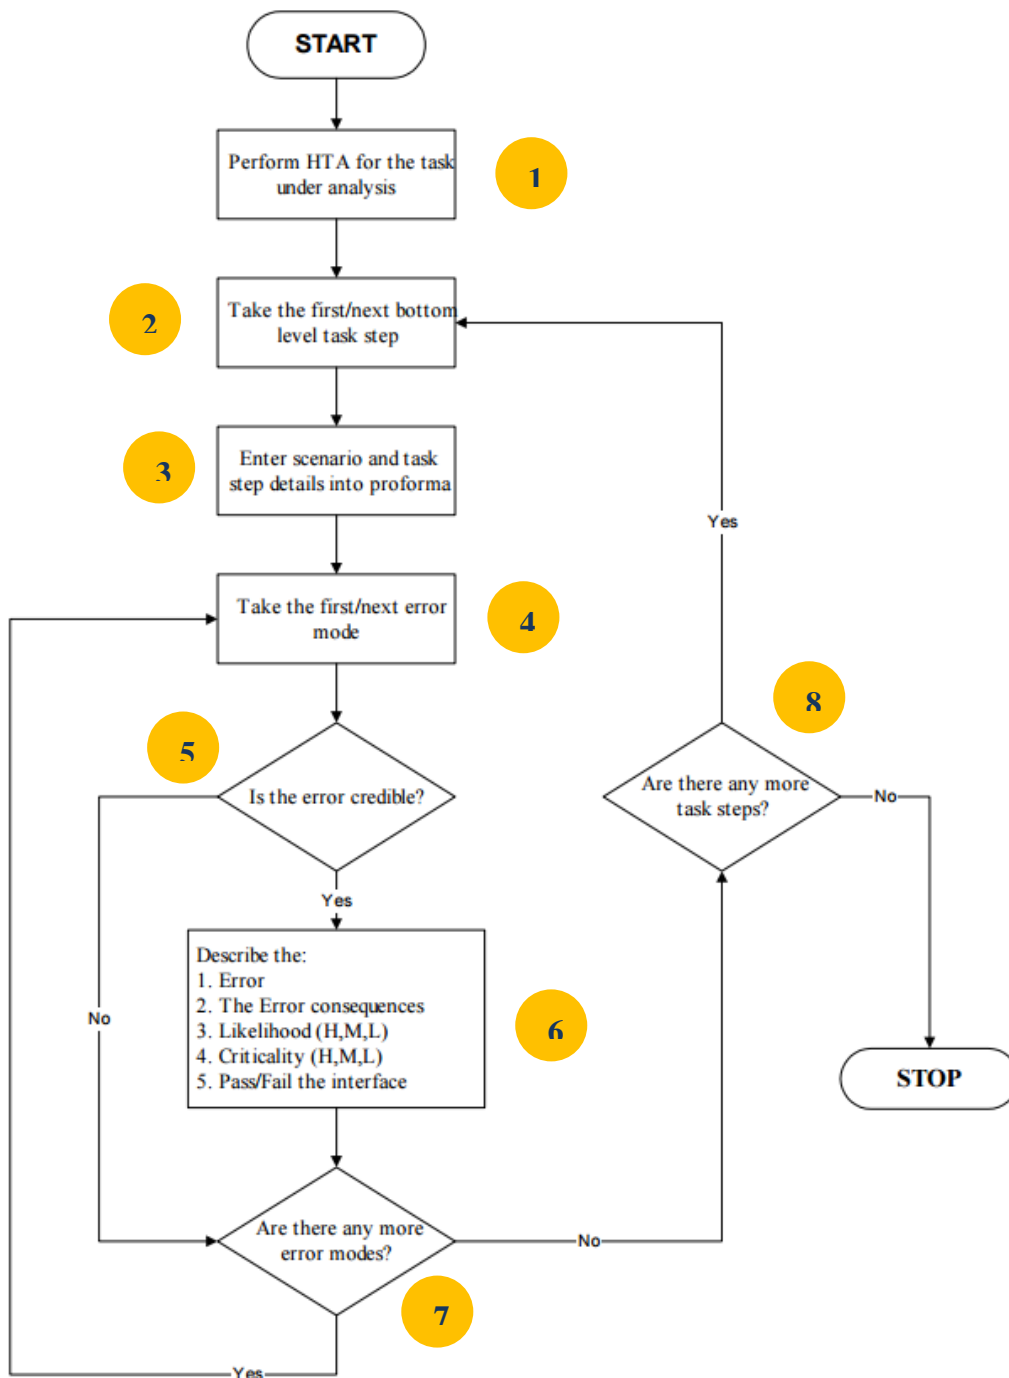 START
Perform HTA for the task
under analysis
1
Take the first/next bottom
level task step
2
Enter scenario and task
step details into proforma
3
Yes
Take the first/next error
mode
4
5
Is the error credible?
8
Are there any more
task steps?
No
Yes
Describe the:
1. Error
2. The Error consequences
3. Likelihood (H,M,L)
4. Criticality (H,M,L)
5. Pass/Fail the interface
6
No
STOP
Are there any more
error modes?
No
7
Yes